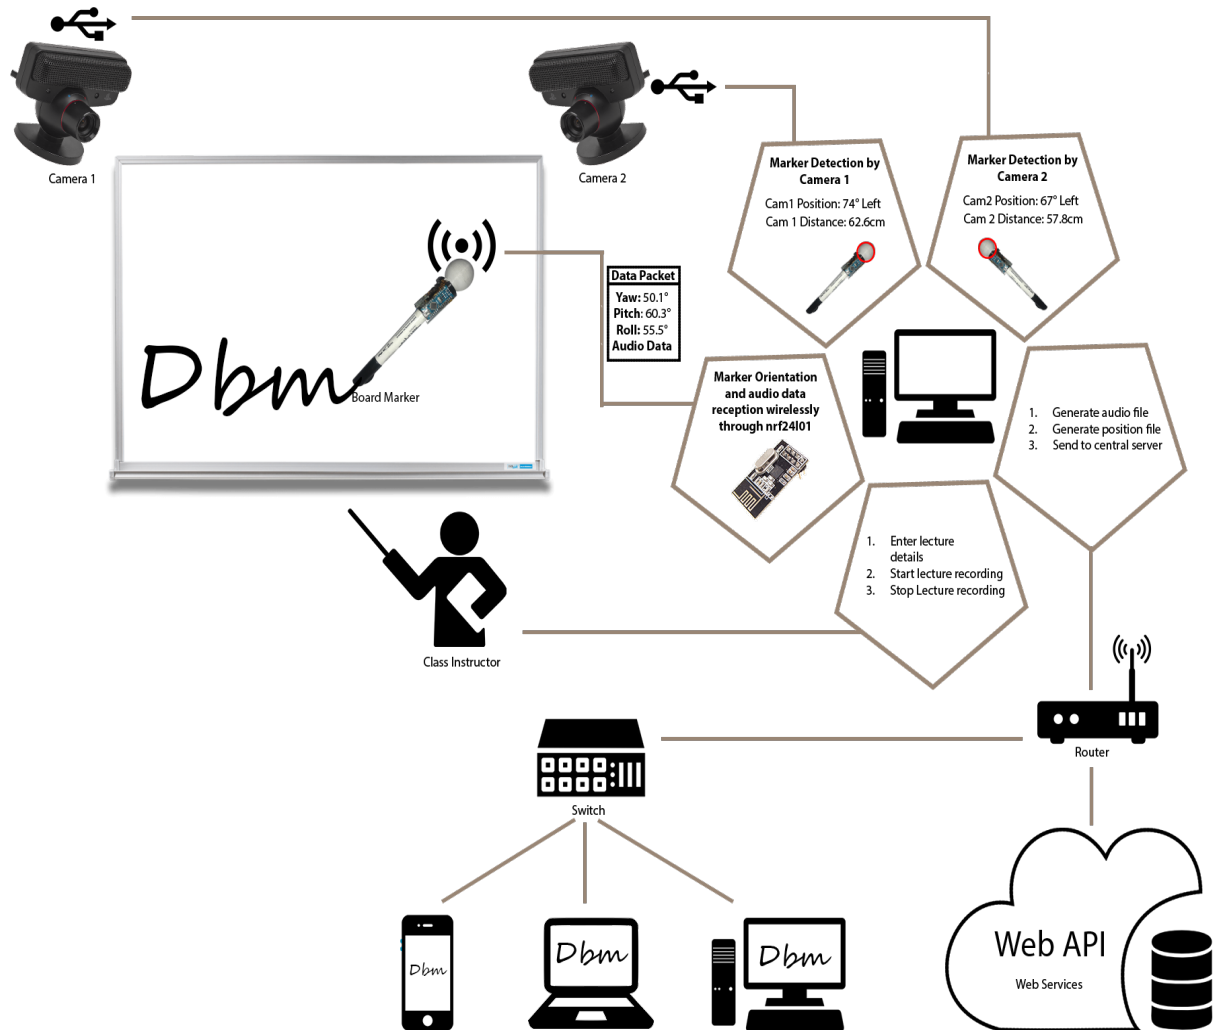 Camera 1
Camera 2
Marker Detection by
Camera 1
Cam1 Position: 74° Left
Cam 1 Distance: 62.6cm
Marker Detection by
Camera 2
Cam2 Position: 67° Left
Cam 2 Distance: 57.8cm
Data Packet
Yaw: 50.1°
Pitch: 60.3°
Roll: 55.5°
Audio Data
Dbm
Board Marker
Marker Orientation
and audio data
reception wirelessly
through nrf24l01
1. Generate audio file
2. Generate position file
3. Send to central server
1. Enter lecture
details
2. Start lecture recording
3. Stop Lecture recording
Class Instructor
Router
Switch
Dbm
Dbm
Dbm
Web API
Web Services